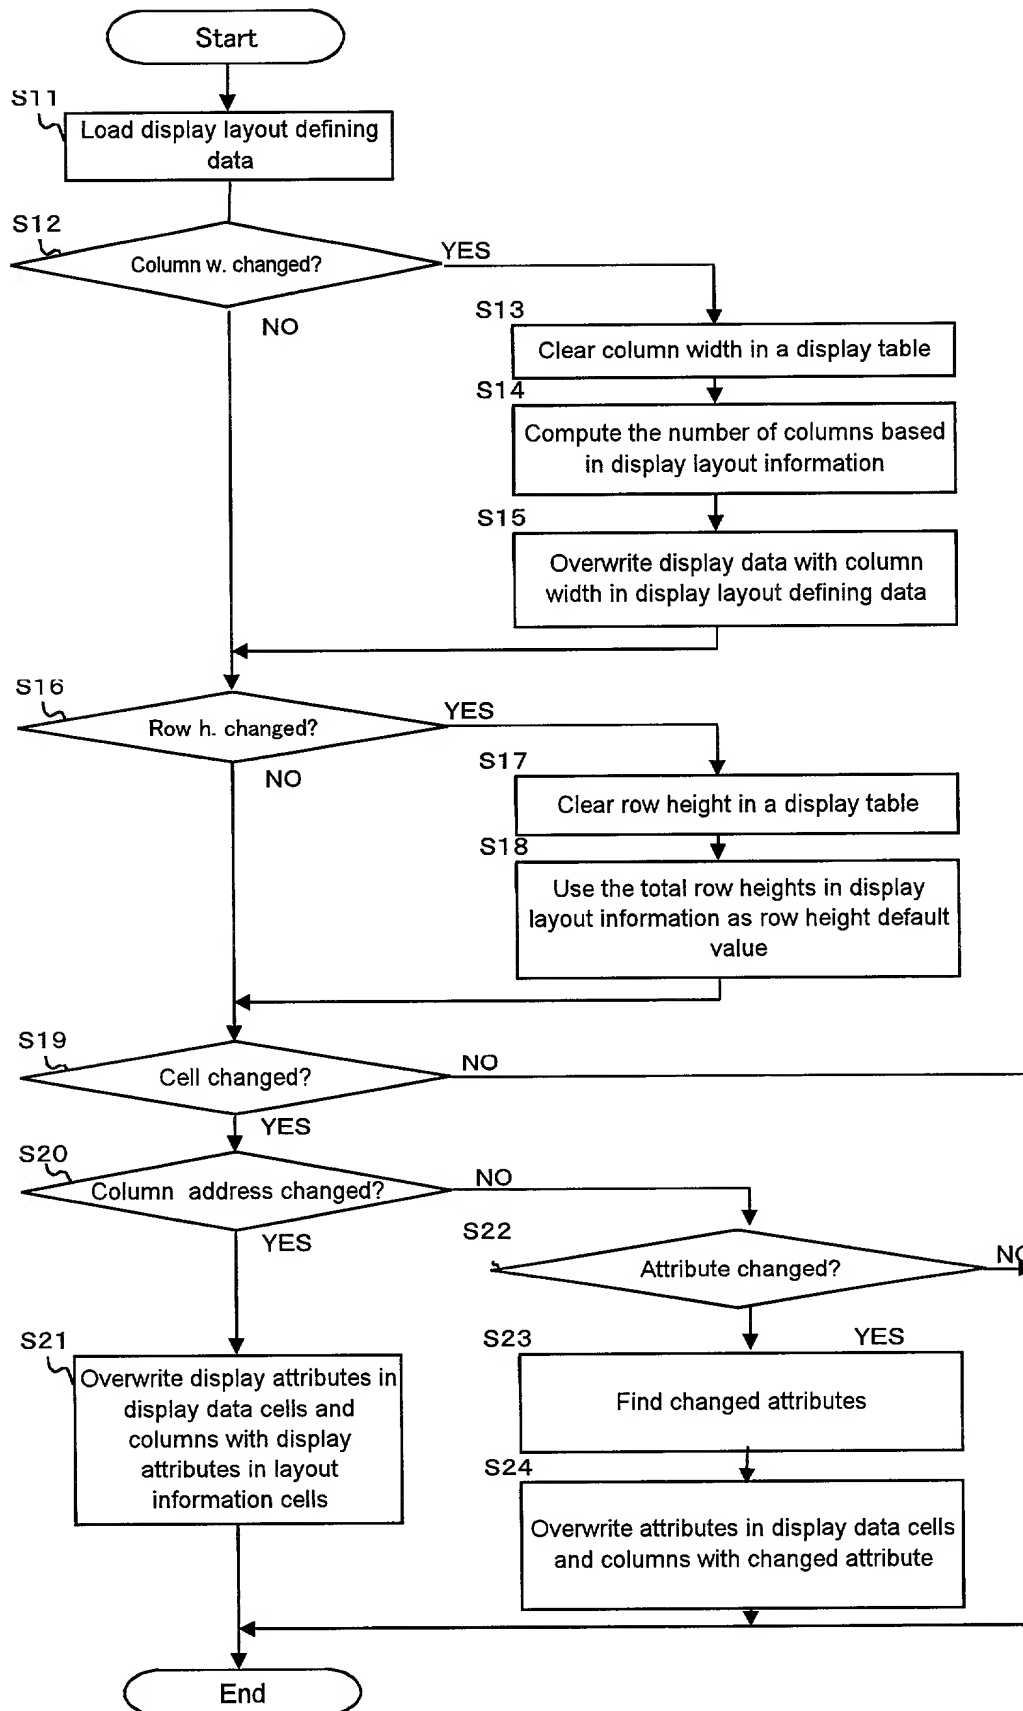 Start
S11
Load display layout defining
data
S12
Column w. changed?
YES
NO
S13
Clear column width in a display table
S14
Compute the number of columns based
in display layout information
S15
Overwrite display data with column
width in display layout defining data
S16
Row h. changed?
YES
NO
S17
Clear row height in a display table
S18
Use the total row heights in display
layout information as row height default
value
S19
Cell changed?
NO
YES
S20
Column address changed?
NO
YES
S22
Attribute changed?
NO
YES
S21
Overwrite display attributes in
display data cells and
columns with display
attributes in layout
information cells
S23
Find changed attributes
S24
Overwrite attributes in display data cells
and columns with changed attribute
End